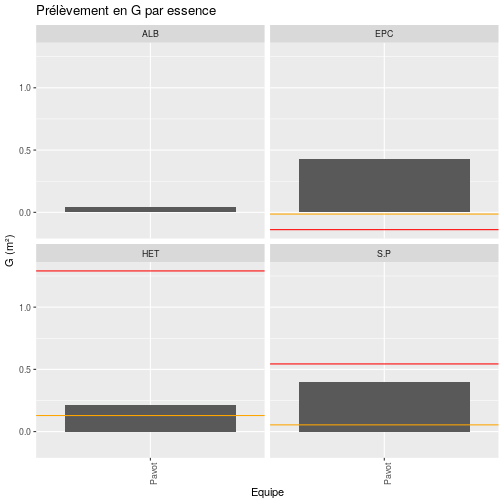 Prélèvement en G par essence
ALB
EPC
1.0
0.5
0.0
G (m²)
HET
S.P
1.0
0.5
0.0
Pavot
Pavot
Equipe